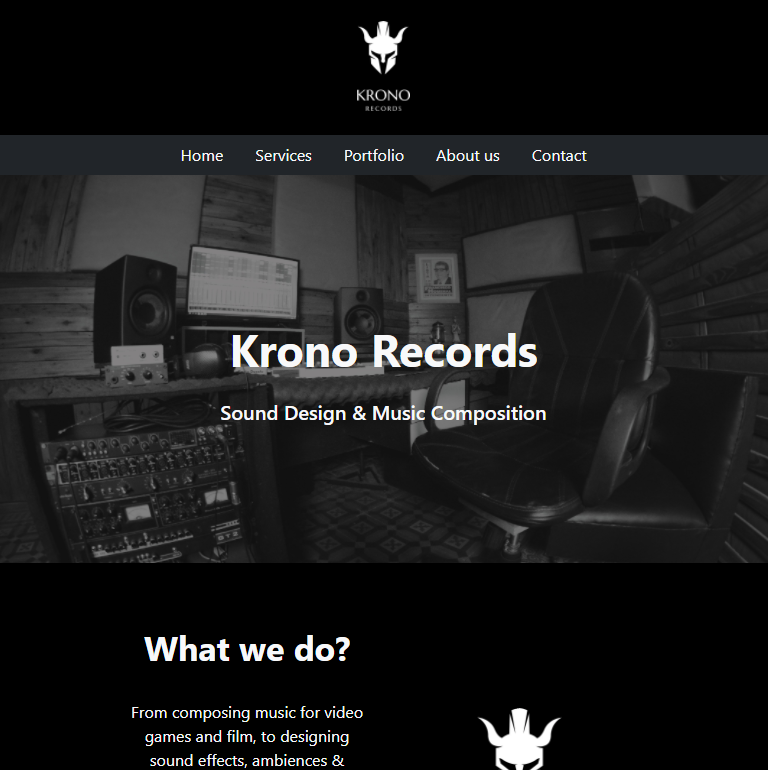 KRONO
RECORDS
Home Services Portfolio About us Contact
Krono Records
Sound Design & Music Composition
What we do?
From composing music for video
games and film, to designing
sound effects, ambiences &